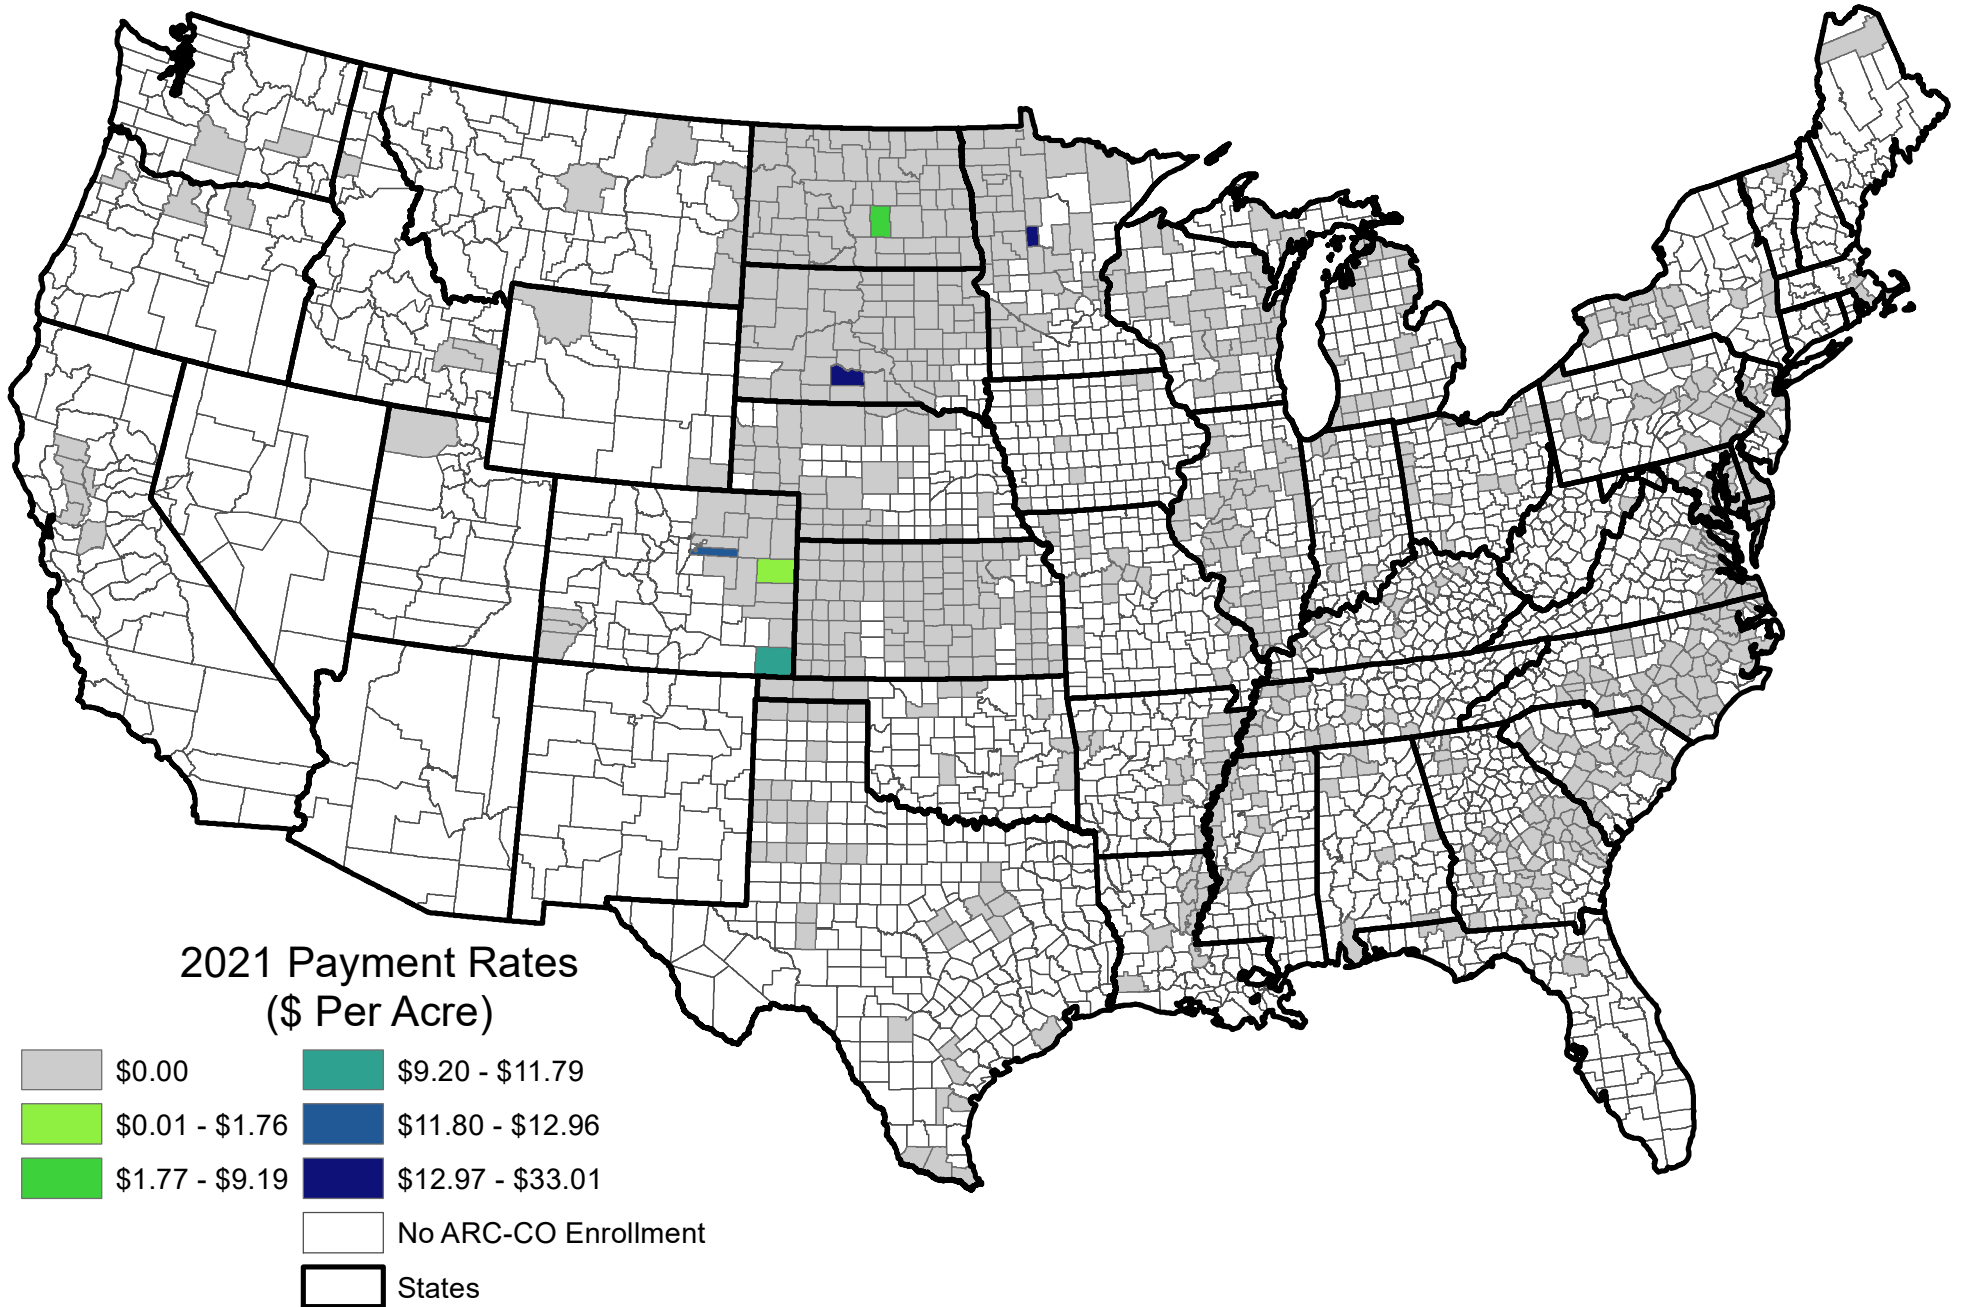 2021 Payment Rates
($ Per Acre)
$0.00
$0.01 - $1.76
$1.77 - $9.19
$9.20 - $11.79
$11.80 - $12.96
$12.97 - $33.01
No ARC-CO Enrollment
States